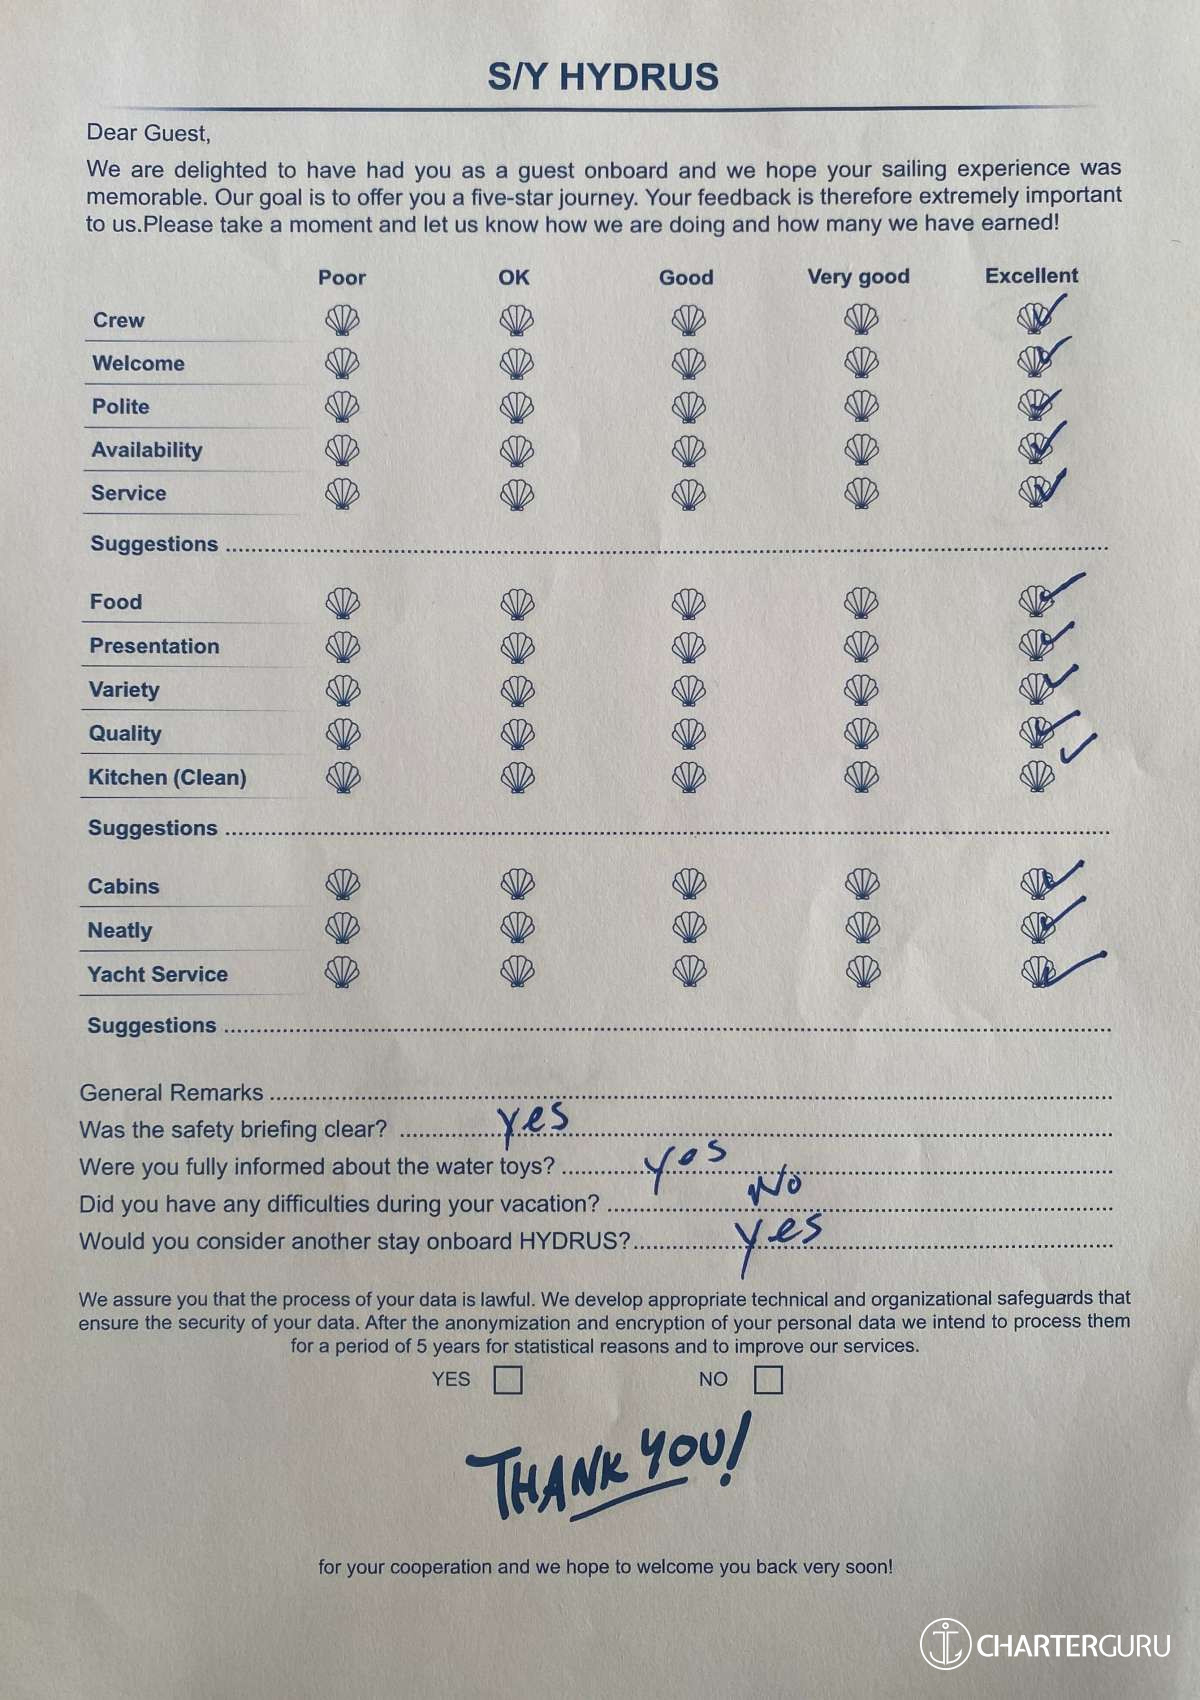 S/Y HYDRUS
Dear Guest,
We are delighted to have had you as a guest onboard and we hope your sailing experience was
memorable. Our goal is to offer you a five-star journey. Your feedback is therefore extremely important
to us.Please take a moment and let us know how we are doing and how many we have earned!
Poor OK Good Very good Excellent
Crew
Welcome
Polite
Availability
Service
Suggestions
Food
Presentation
Variety
Quality
Kitchen (Clean)
Suggestions
Cabins
Neatly
Yacht Service
Suggestions
General Remarks
Was the safety briefing clear? yes
Were you fully informed about the water toys? yes
Did you have any difficulties during your vacation? No
Would you consider another stay onboard HYDRUS? yes
We assure you that the process of your data is lawful. We develop appropriate technical and organizational safeguards that
ensure the security of your data. After the anonymization and encryption of your personal data we intend to process them
for a period of 5 years for statistical reasons and to improve our services.
YES NO
THANK YOU!
for your cooperation and we hope to welcome you back very soon!
CHARTERGURU